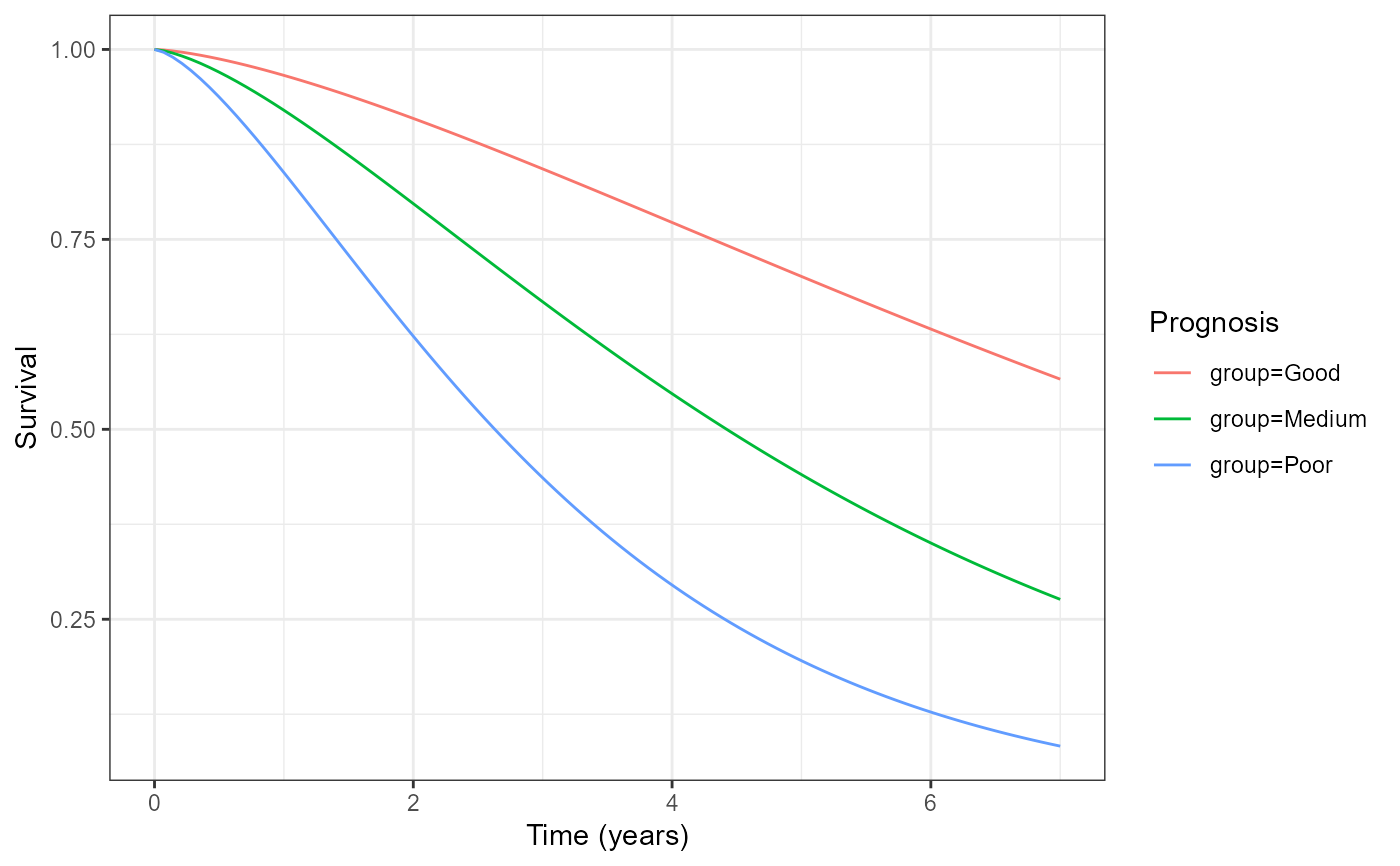 1.00
0.75
0.50
0.25
Survival
0
2
4
6
Time (years)
Prognosis
group=Good
group=Medium
group=Poor